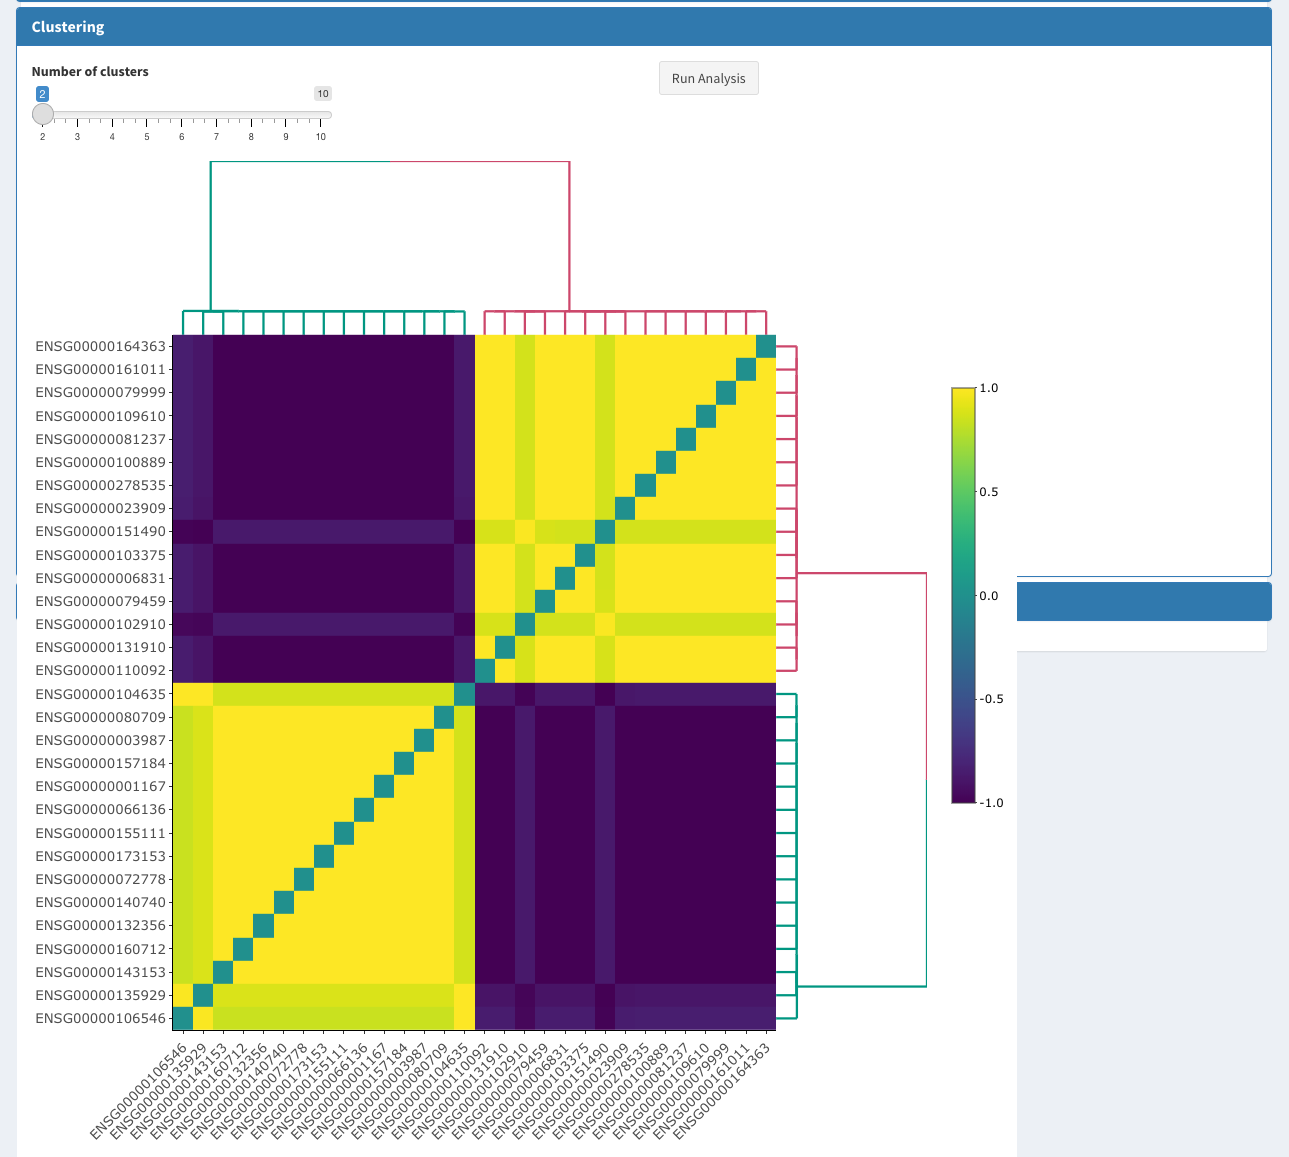 Clustering
Number of clusters
Run Analysis
2
10
2 3 4 5 6 7 8 9 10
ENSG00000164363
ENSG00000161011
ENSG00000079999
ENSG00000109610
ENSG00000081237
ENSG00000100889
ENSG00000278535
ENSG00000023909
ENSG00000151490
ENSG00000103375
ENSG00000006831
ENSG00000079459
ENSG00000102910
ENSG00000131910
ENSG00000110092
ENSG00000104635
ENSG00000080709
ENSG00000003987
ENSG00000157184
ENSG00000001167
ENSG00000066136
ENSG00000155111
ENSG00000173153
ENSG00000072778
ENSG00000140740
ENSG00000132356
ENSG00000160712
ENSG00000143153
ENSG00000135929
ENSG00000106546
1.0
0.5
0.0
-0.5
-1.0
ENSG00000106546
ENSG00000135929
ENSG00000143153
ENSG00000160712
ENSG00000132356
ENSG00000140740
ENSG00000072778
ENSG00000173153
ENSG00000155111
ENSG00000066136
ENSG00000001167
ENSG00000157184
ENSG00000003987
ENSG00000080709
ENSG00000104635
ENSG00000110092
ENSG00000131910
ENSG00000102910
ENSG00000079459
ENSG00000006831
ENSG00000103375
ENSG00000151490
ENSG00000023909
ENSG00000278535
ENSG00000100889
ENSG00000081237
ENSG00000109610
ENSG00000079999
ENSG00000161011
ENSG00000164363